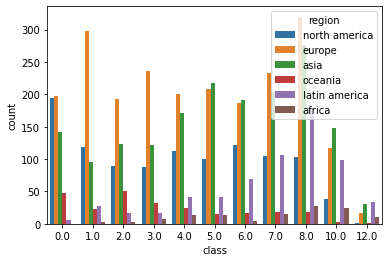 region
north america
europe
asia
oceania
latin america
africa
count
300
250
200
150
100
50
0
0.0 1.0 2.0 3.0 4.0 5.0 6.0 7.0 8.0 10.0 12.0
class